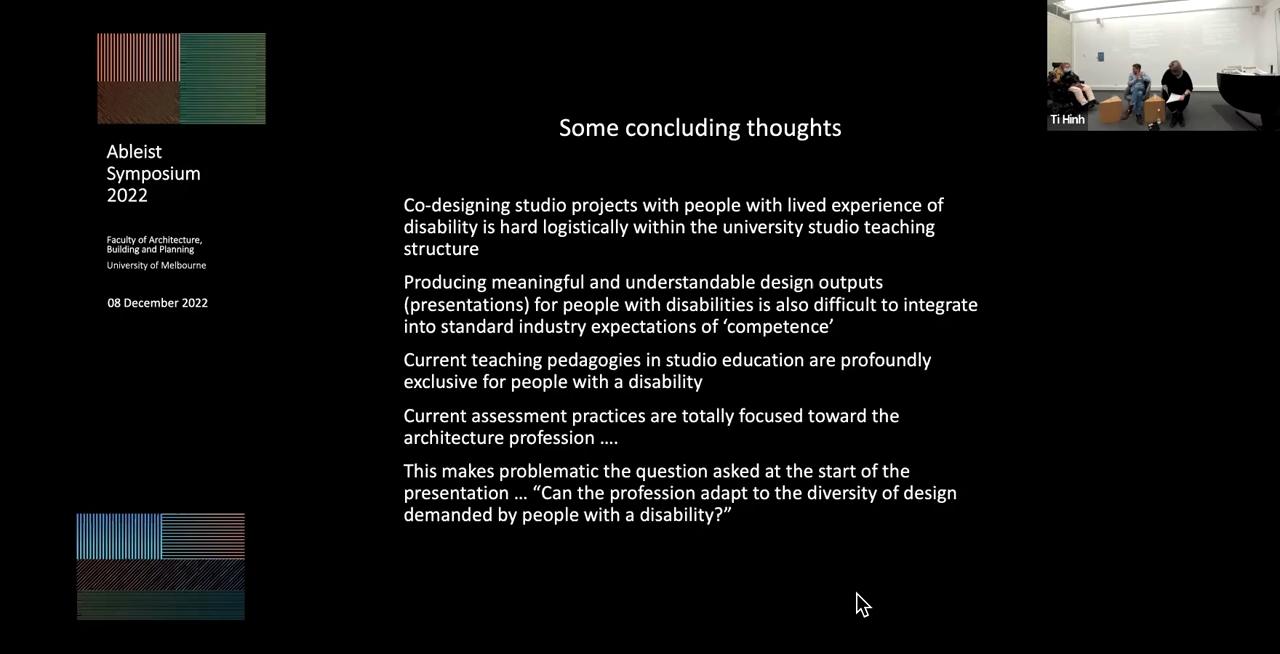 Ableist
Symposium
2022
Faculty of Architecture,
Building and Planning
University of Melbourne
08 December 2022
Some concluding thoughts
Co-designing studio projects with people with lived experience of
disability is hard logistically within the university studio teaching
structure
Producing meaningful and understandable design outputs
(presentations) for people with disabilities is also difficult to integrate
into standard industry expectations of ‘competence’
Current teaching pedagogies in studio education are profoundly
exclusive for people with a disability
Current assessment practices are totally focused toward the
architecture profession ....
This makes problematic the question asked at the start of the
presentation ... “Can the profession adapt to the diversity of design
demanded by people with a disability?”
Ti Hinh